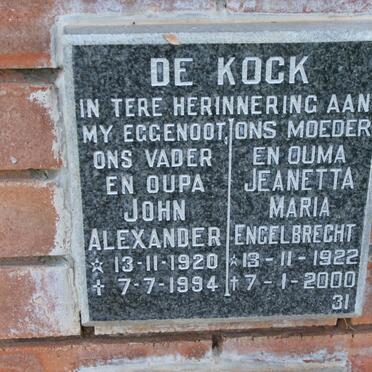 DE KOCK
IN TERE HERINNERING AAN
MY EGGENOOT,
ONS VADER
EN OUPA
JOHN
ALEXANDER
☆ 13-11-1920
✝ 7-7-1994
ONS MOEDER
EN OUMA
JEANETTA
MARIA
ENGELBRECHT
☆ 13-11-1922
✝ 7-1-2000
31